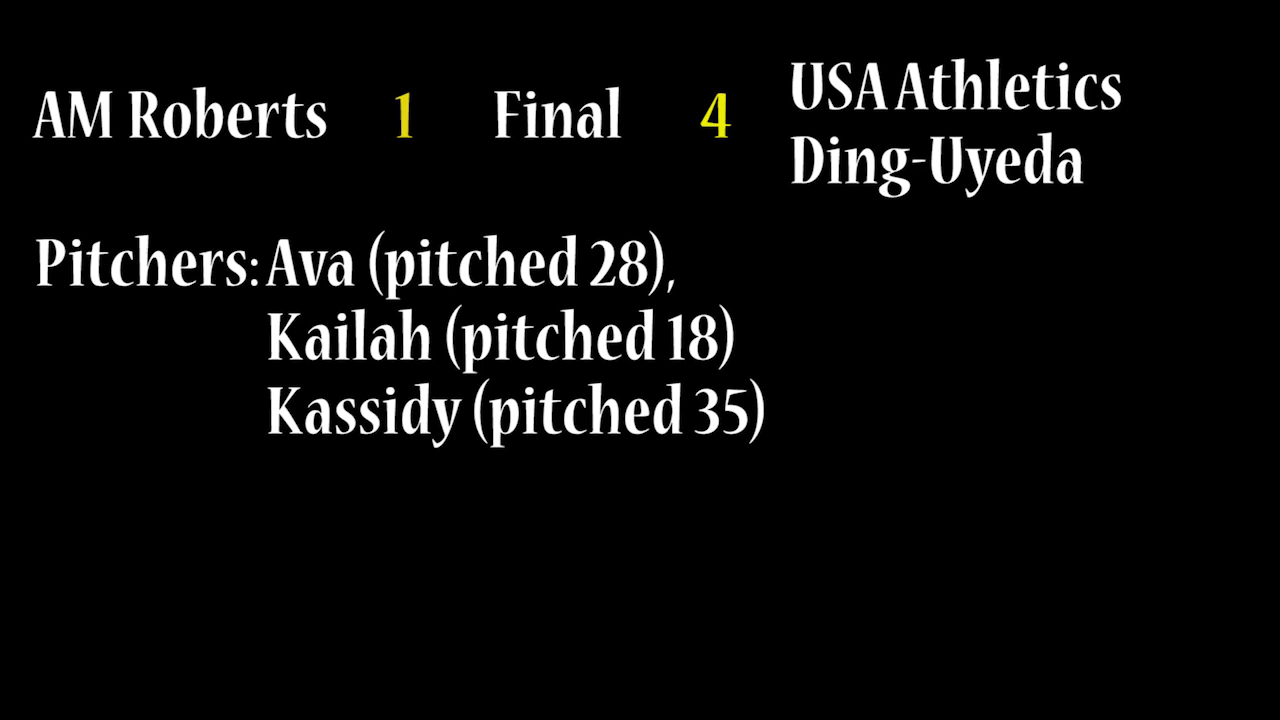 AM Roberts 1 Final 4 USA Athletics
Ding-Uyeda
Pitchers: Ava (pitched 28),
Kailah (pitched 18)
Kassidy (pitched 35)